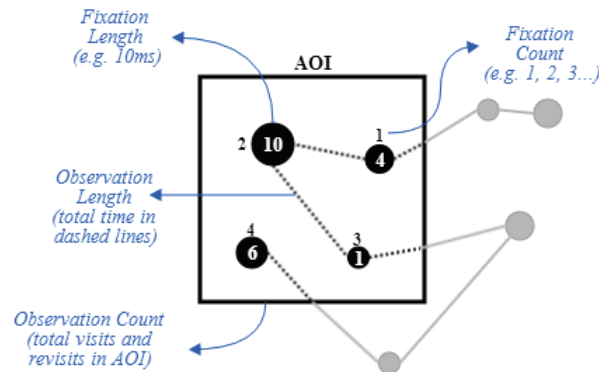 Fixation
Length
(e.g. 10ms)
Fixation
Count
(e.g. 1, 2, 3...)
AOI
1
2
10
4
Observation
Length
(total time in
dashed lines)
4
3
6
1
Observation Count
(total visits and
revisits in AOI)